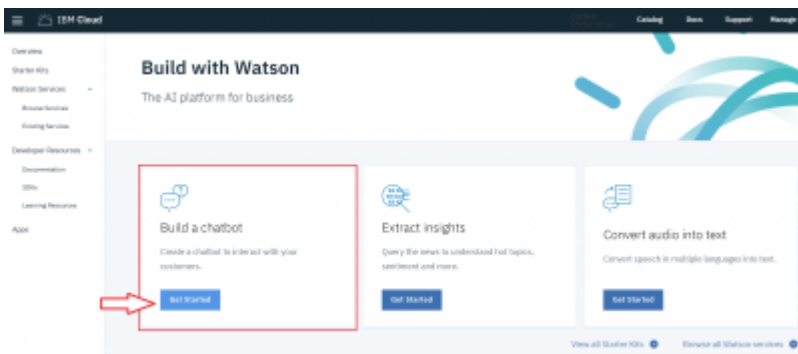 IBM Cloud
Catalog
Docs
Support
Manage
Overview
Starter Kits
Watson Services
Browse Services
Existing Services
Developer Resources
Documentation
SDKs
Learning Resources
Apps
Build with Watson
The AI platform for business
Build a chatbot
Create a chatbot to interact with your
customers.
Get Started
Extract insights
Query the news to understand hot topics,
sentiment and more.
Get Started
Convert audio into text
Convert speech in multiple languages into text.
Get Started
View all Starter Kits
Browse all Watson services